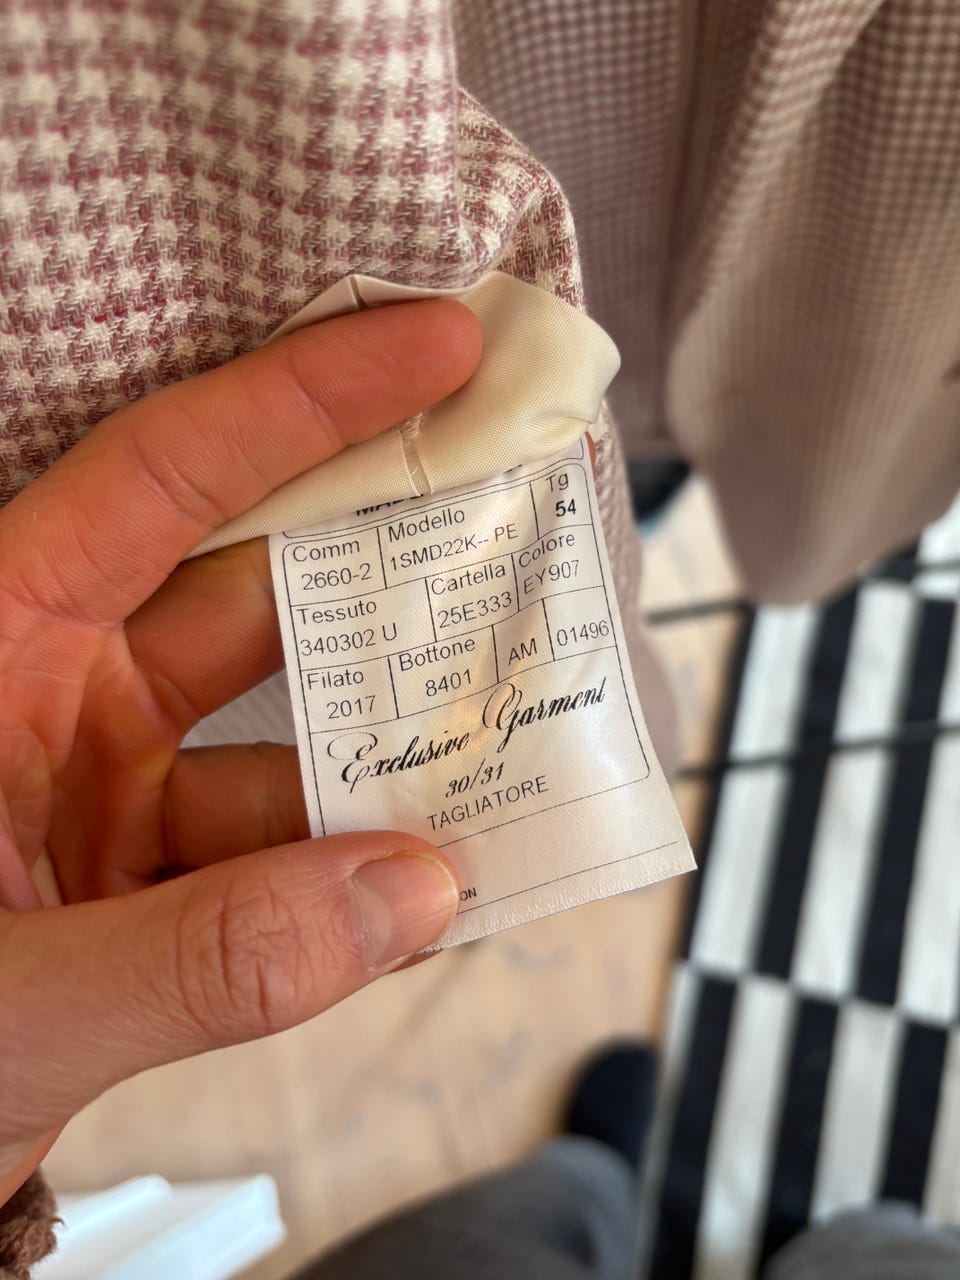 Comm
2660-2
Modello
1SMD22K-- PE
Tg
54
Tessuto
340302 U
Cartella
25E333
Colore
EY907
Filato
2017
Bottone
8401
AM
01496
Exclusive Garment
30/31
TAGLIATORE